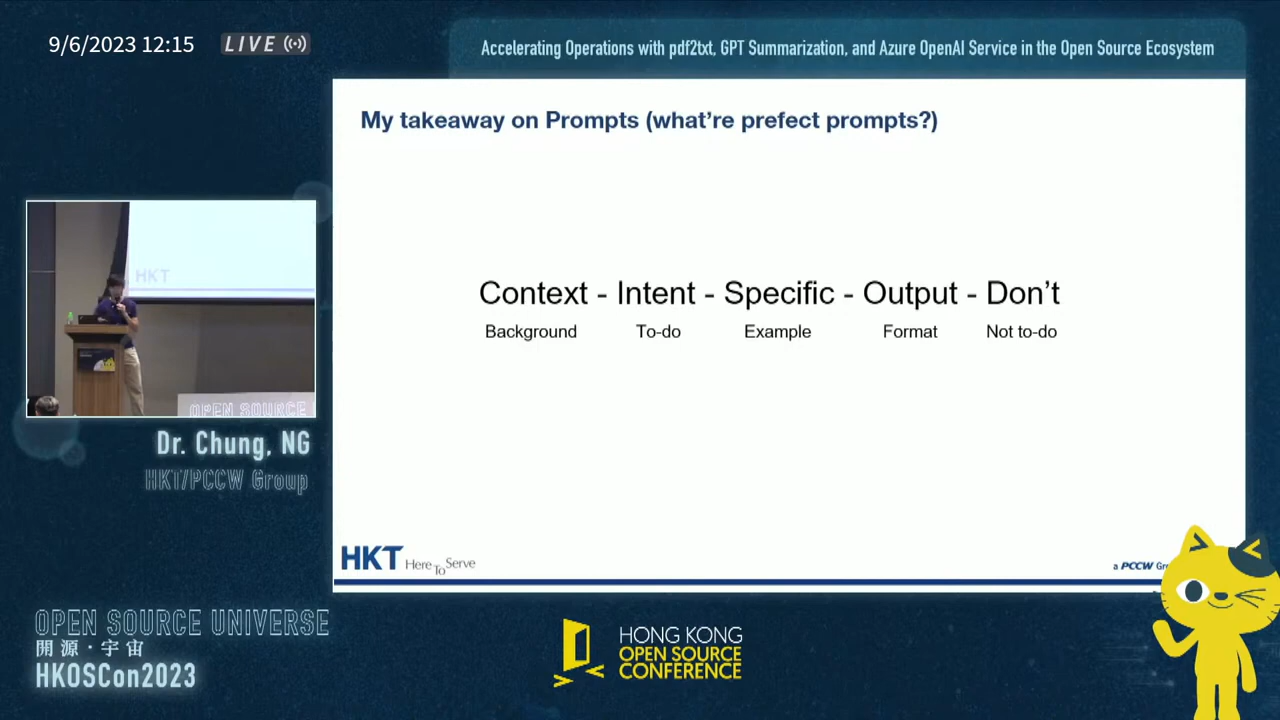 9/6/2023 12:15
LIVE
Accelerating Operations with pdf2txt, GPT Summarization, and Azure OpenAI Service in the Open Source Ecosystem
My takeaway on Prompts (what're prefect prompts?)
Context - Intent - Specific - Output - Don't
Background To-do Example Format Not to-do
HKT
OPEN SOURCE
Dr. Chung, NG
HKT/PCCW Group
HKT Here To Serve
a PCCW
OPEN SOURCE UNIVERSE
開源·宇宙
HKOSCon2023
HONG KONG
OPEN SOURCE
CONFERENCE